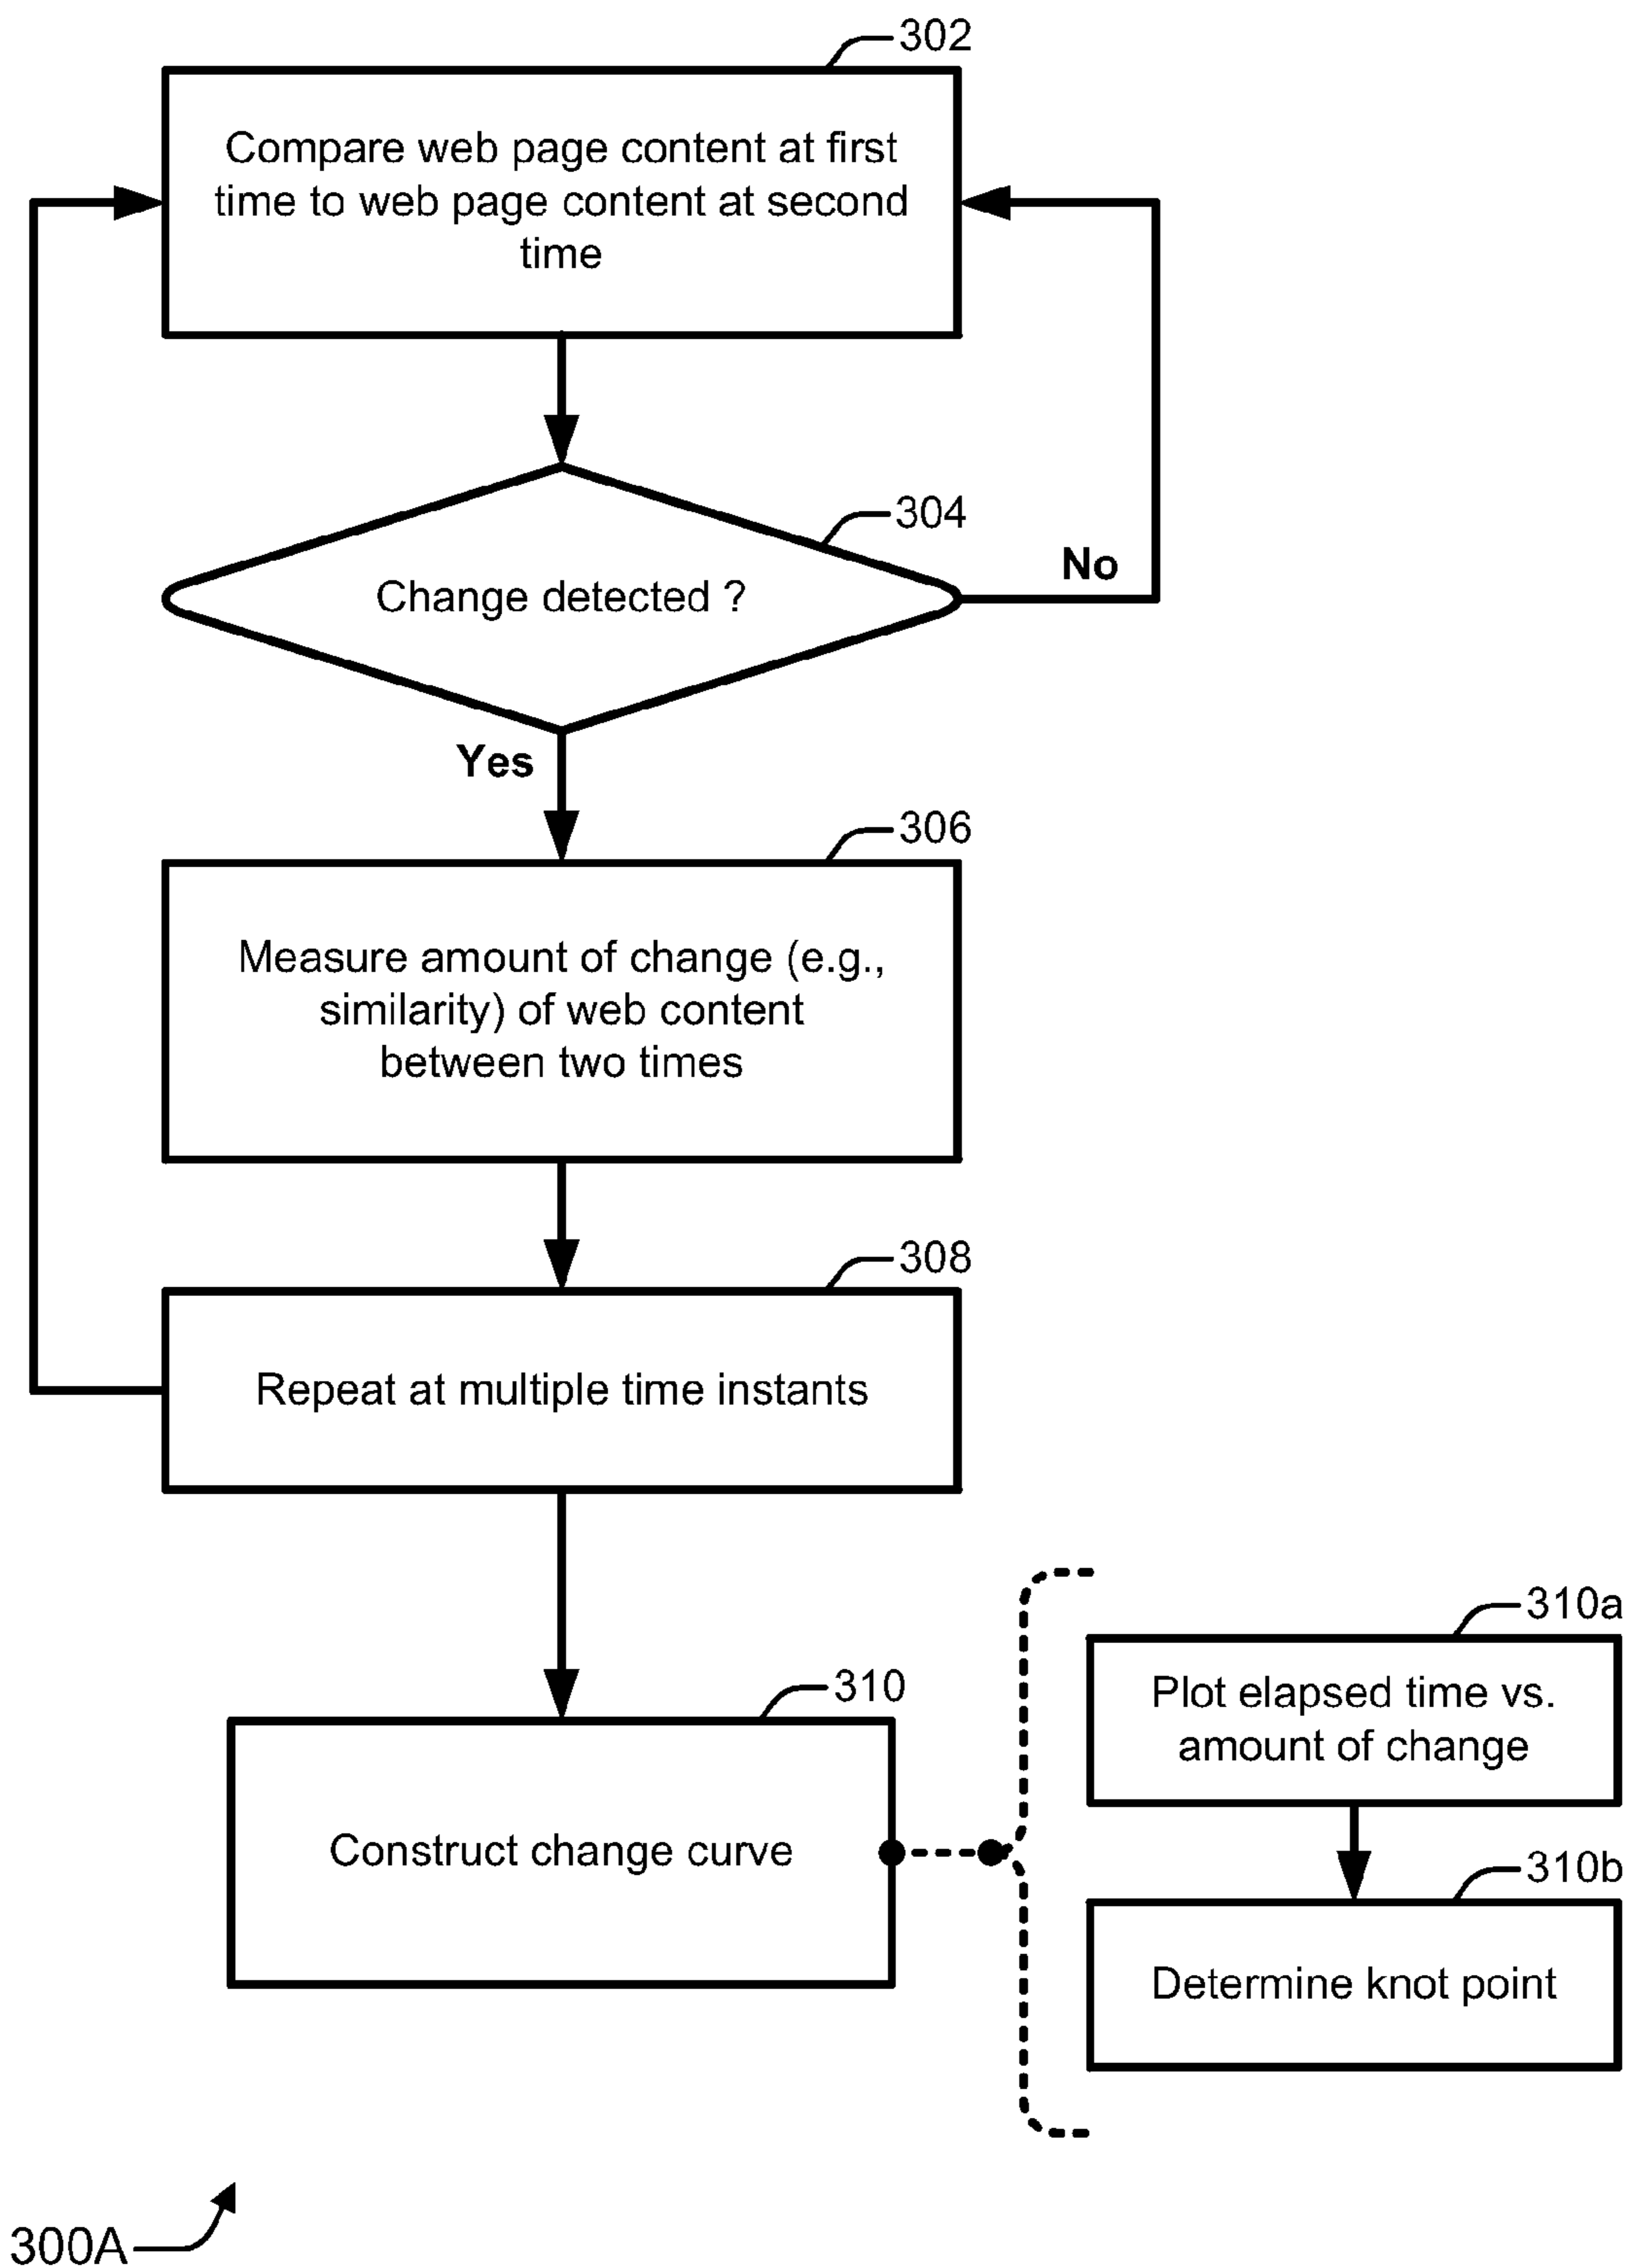 302
Compare web page content at first
time to web page content at second
time
304
Change detected ?
No
Yes
306
Measure amount of change (e.g.,
similarity) of web content
between two times
308
Repeat at multiple time instants
310
Construct change curve
310a
Plot elapsed time vs.
amount of change
310b
Determine knot point
300A